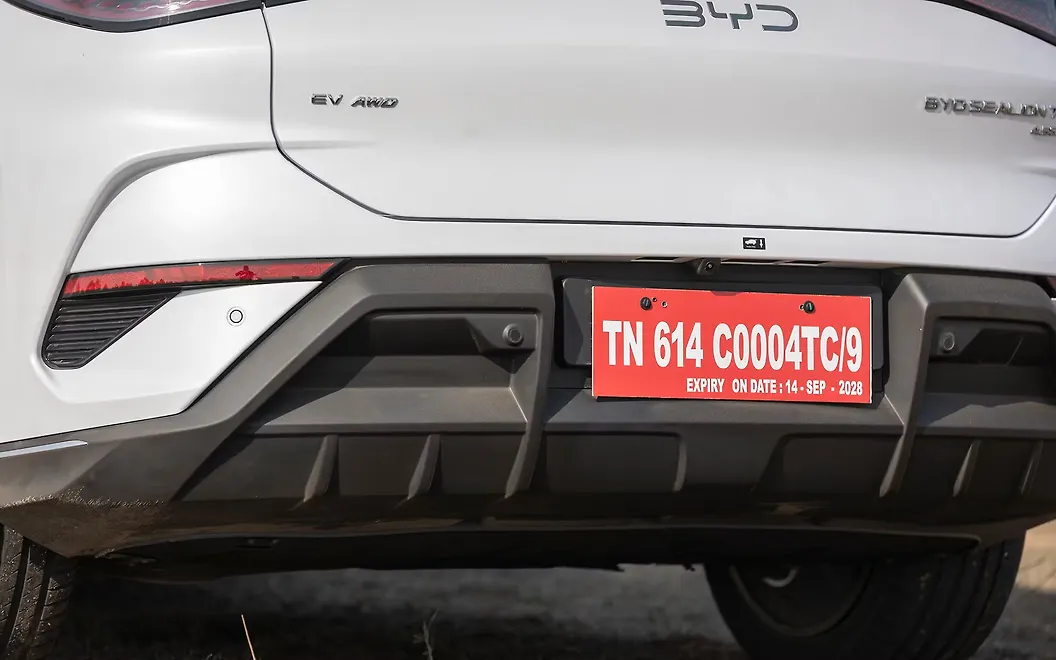 BYD
EV AWD
BYD SEALION
TN 614 C0004TC/9
EXPIRY ON DATE : 14 - SEP - 2028